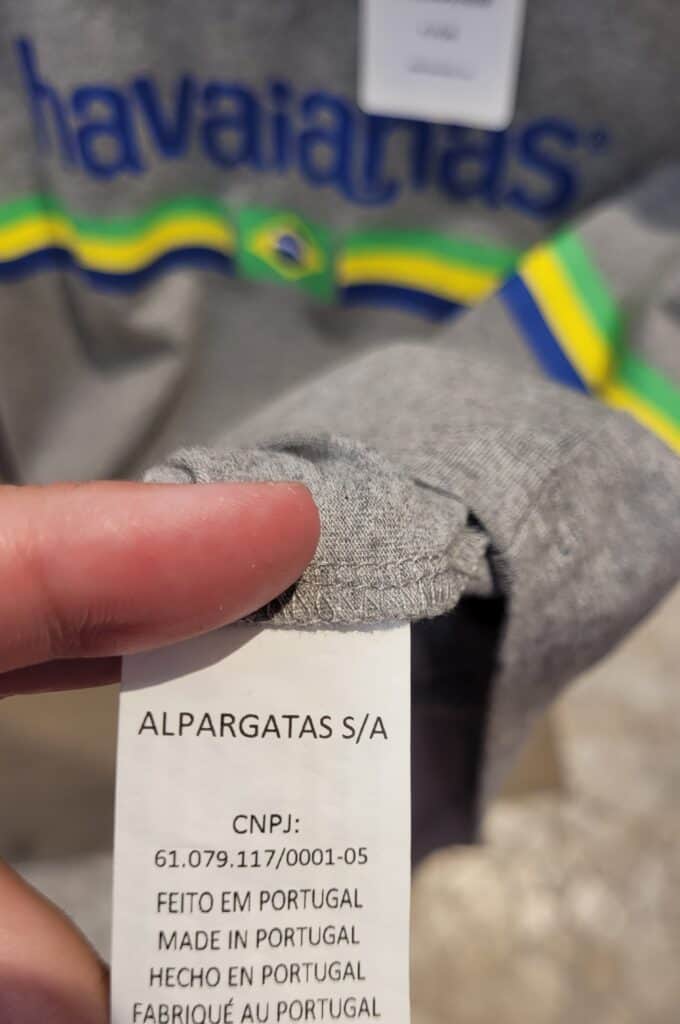 havaianas®
ALPARGATAS S/A
CNPJ:
61.079.117/0001-05
FEITO EM PORTUGAL
MADE IN PORTUGAL
HECHO EN PORTUGAL
FABRIQUÉ AU PORTUGAL